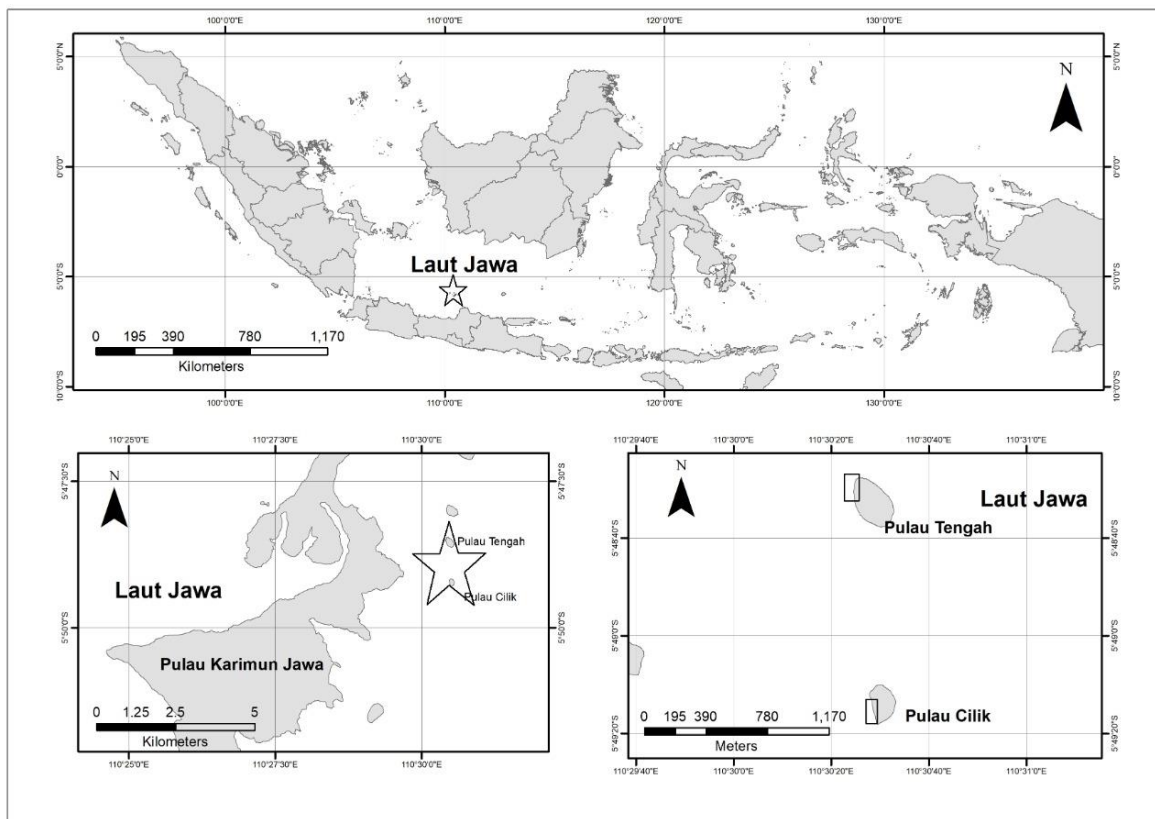 100°0'0"E 110°0'0"E 120°0'0"E 130°0'0"E
5°0'0"N 5°0'0"N
N
0°0'0" 0°0'0"
Laut Jawa
5°0'0"S 5°0'0"S
0 195 390 780 1,170
Kilometers
10°0'0"S 10°0'0"S
100°0'0"E 110°0'0"E 120°0'0"E 130°0'0"E
110°25'0"E 110°27'30"E 110°30'0"E
5°47'30"S 5°47'30"S
N
Pulau Tengah
Laut Jawa
Pulau Cilik
5°50'0"S 5°50'0"S
Pulau Karimun Jawa
0 1.25 2.5 5
Kilometers
110°25'0"E 110°27'30"E 110°30'0"E
110°29'40"E 110°30'0"E 110°30'20"E 110°30'40"E 110°31'0"E
N
Laut Jawa
Pulau Tengah
5°48'40"S 5°48'40"S
5°49'0"S 5°49'0"S
Pulau Cilik
0 195 390 780 1,170
Meters
5°49'20"S 5°49'20"S
110°29'40"E 110°30'0"E 110°30'20"E 110°30'40"E 110°31'0"E